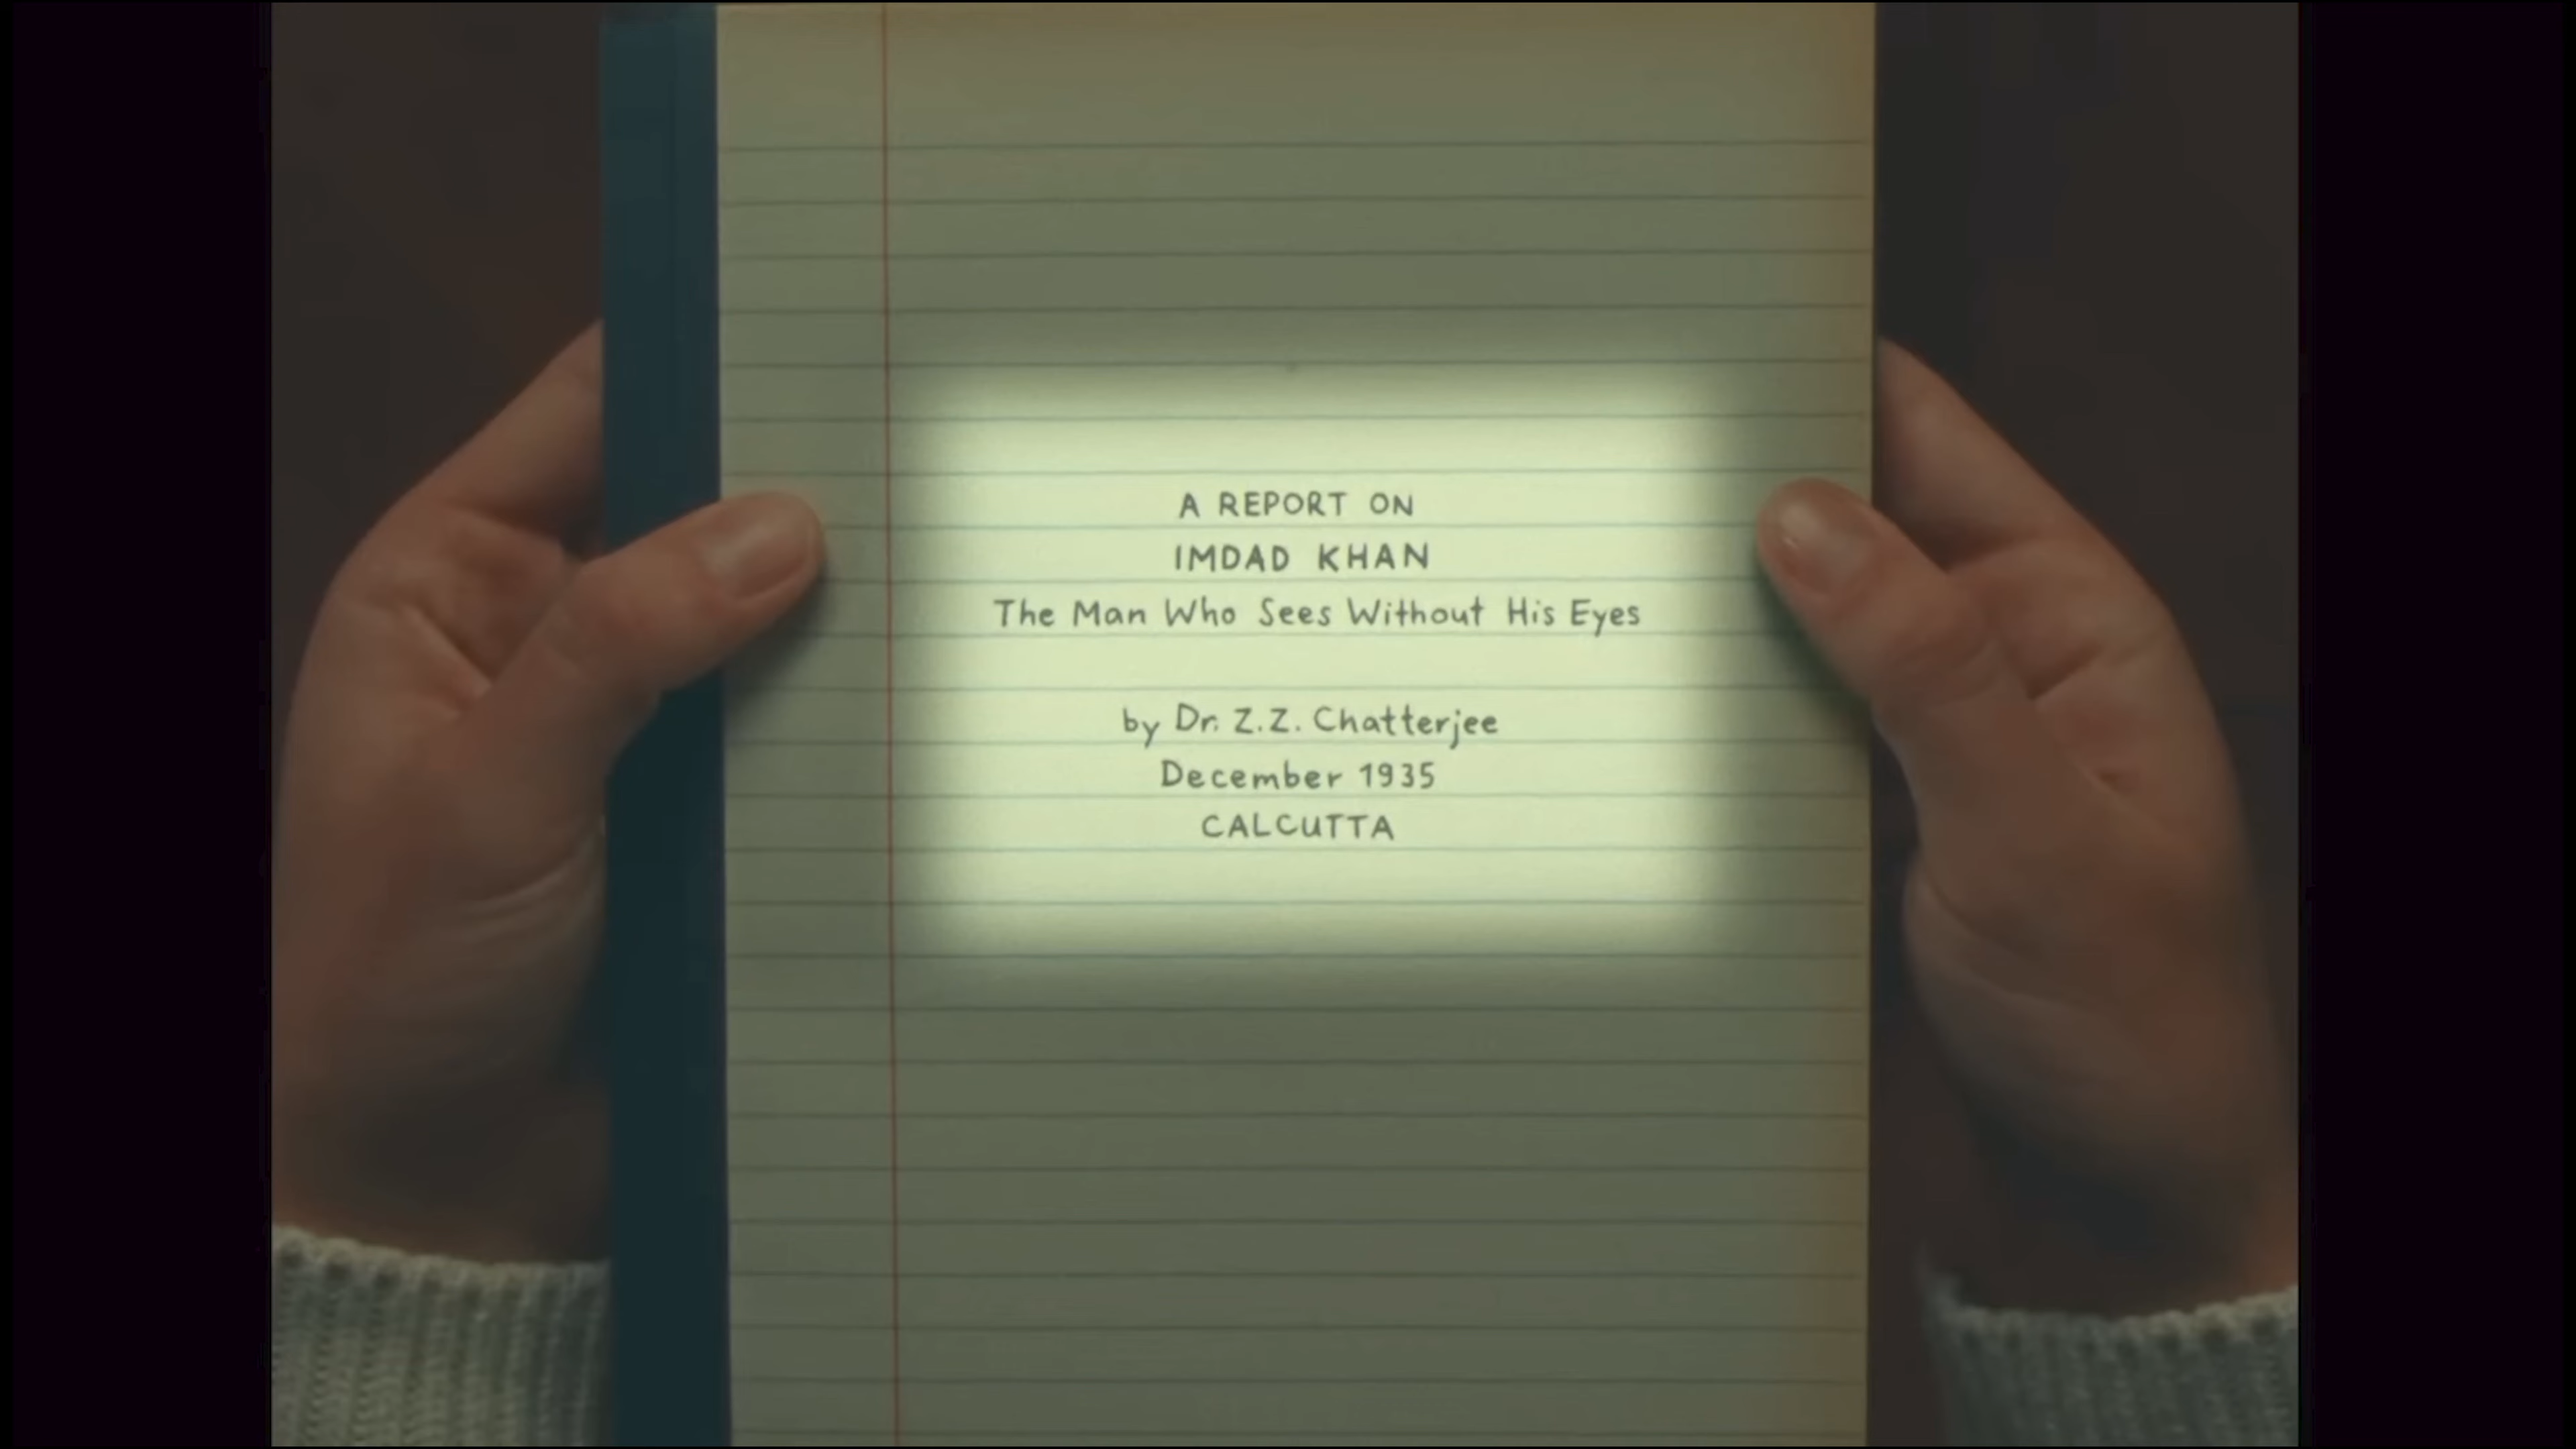 A REPORT ON
IMDAD KHAN
The Man Who Sees Without His Eyes
by Dr. Z.Z. Chatterjee
December 1935
CALCUTTA